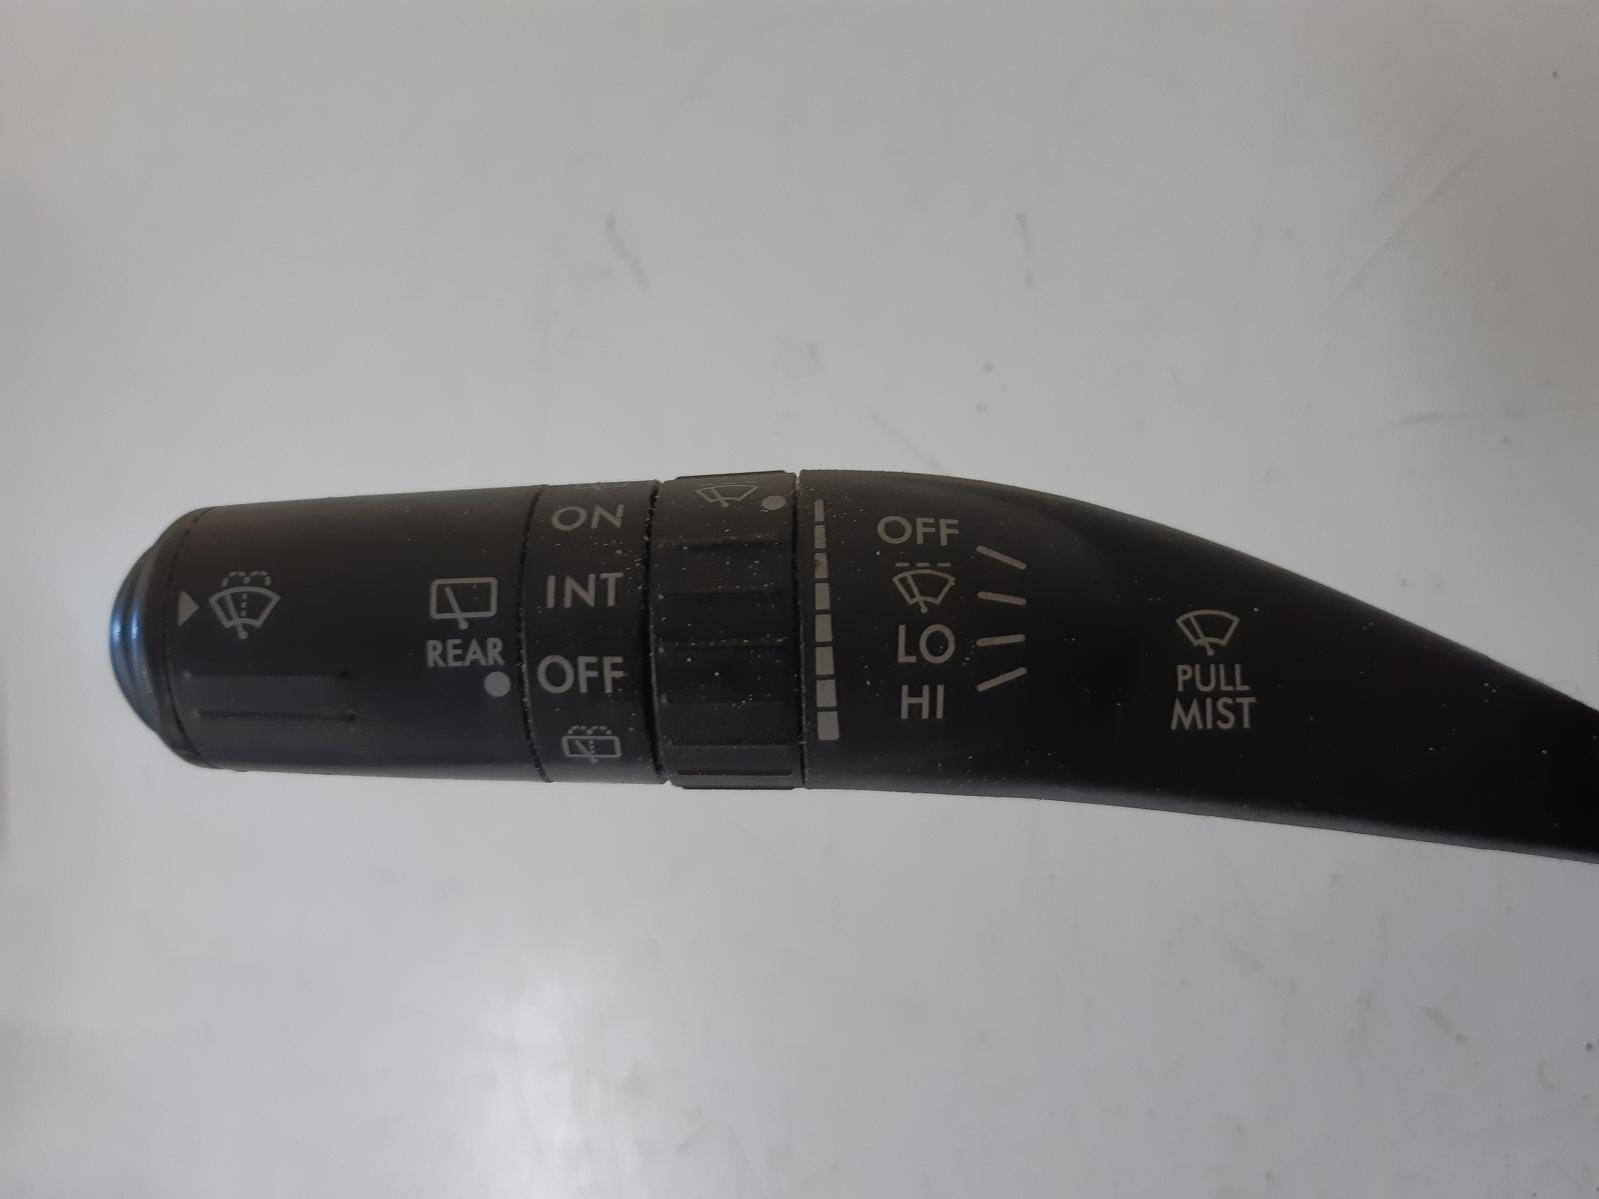 ON
INT
OFF
REAR
OFF
LO
HI
PULL
MIST